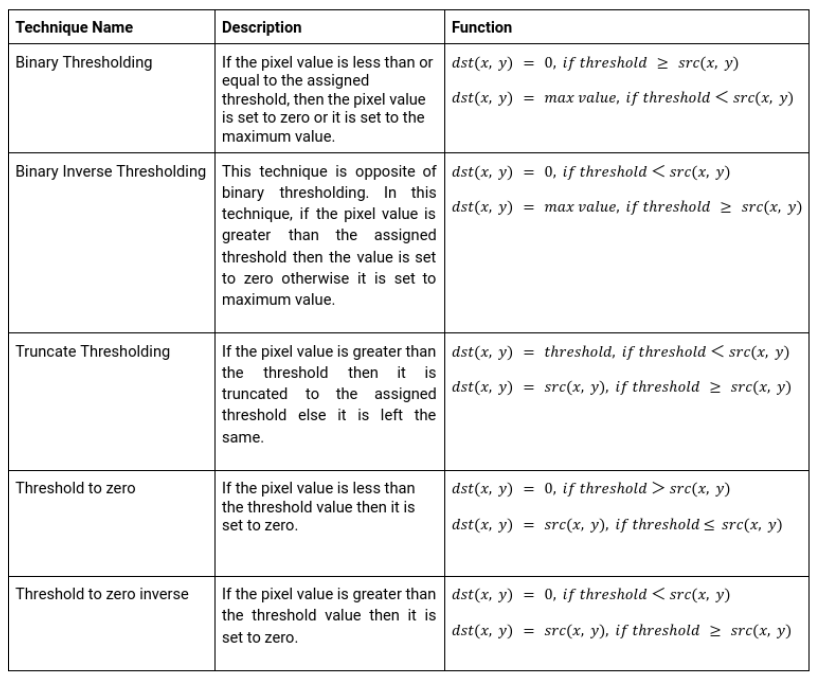 Technique Name Description Function
Binary Thresholding
If the pixel value is less than or
equal to the assigned
threshold, then the pixel value
is set to zero or it is set to the
maximum value.
dst(x, y) = 0, if threshold ≥ src(x, y)
dst(x, y) = max value, if threshold < src(x, y)
Binary Inverse Thresholding
This technique is opposite of
binary thresholding. In this
technique, if the pixel value is
greater than the assigned
threshold then the value is set
to zero otherwise it is set to
maximum value.
dst(x, y) = 0, if threshold < src(x, y)
dst(x, y) = max value, if threshold ≥ src(x, y)
Truncate Thresholding
If the pixel value is greater than
the threshold then it is
truncated to the assigned
threshold else it is left the
same.
dst(x, y) = threshold, if threshold < src(x, y)
dst(x, y) = src(x, y), if threshold ≥ src(x, y)
Threshold to zero
If the pixel value is less than
the threshold value then it is
set to zero.
dst(x, y) = 0, if threshold > src(x, y)
dst(x, y) = src(x, y), if threshold ≤ src(x, y)
Threshold to zero inverse
If the pixel value is greater than
the threshold value then it is
set to zero.
dst(x, y) = 0, if threshold < src(x, y)
dst(x, y) = src(x, y), if threshold ≥ src(x, y)